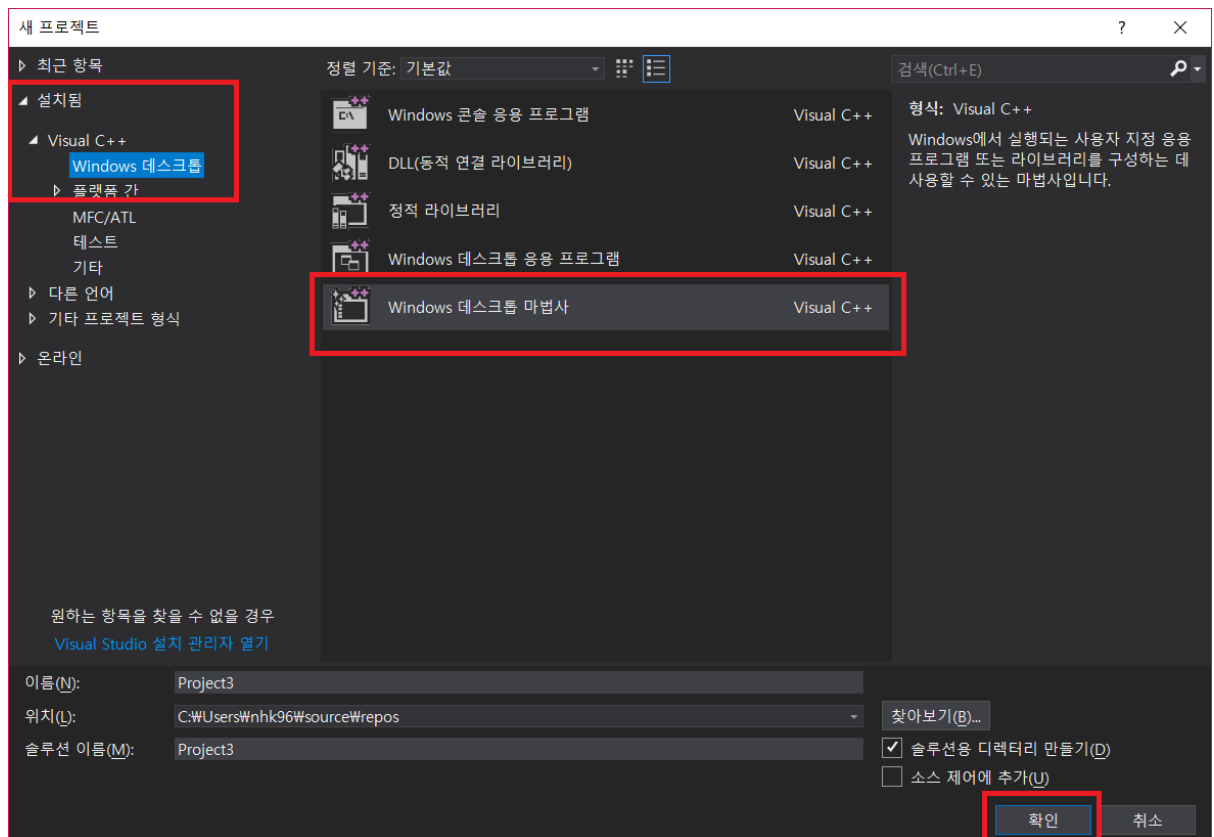 새 프로젝트
?
최근 항목
설치됨
Visual C++
Windows 데스크톱
플랫폼 간
MFC/ATL
테스트
기타
다른 언어
기타 프로젝트 형식
온라인
원하는 항목을 찾을 수 없을 경우
Visual Studio 설치 관리자 열기
정렬 기준: 기본값
Windows 콘솔 응용 프로그램 Visual C++
DLL(동적 연결 라이브러리) Visual C++
정적 라이브러리 Visual C++
Windows 데스크톱 응용 프로그램 Visual C++
Windows 데스크톱 마법사 Visual C++
검색(Ctrl+E)
형식: Visual C++
Windows에서 실행되는 사용자 지정 응용
프로그램 또는 라이브러리를 구성하는 데
사용할 수 있는 마법사입니다.
이름(N): Project3
위치(L): C:₩Users₩nhk96₩source₩repos 찾아보기(B)...
솔루션 이름(M): Project3 솔루션용 디렉터리 만들기(D)
소스 제어에 추가(U)
확인 취소